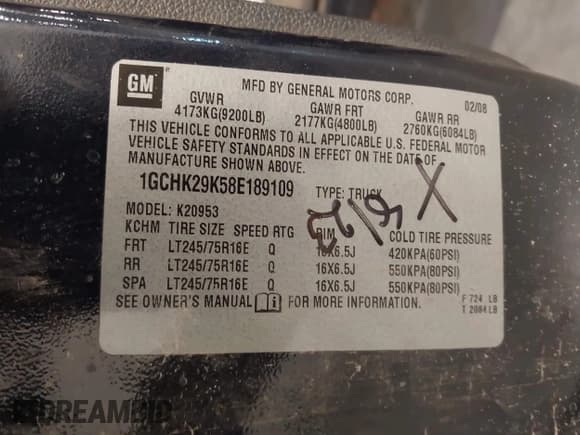 GM
MFD BY GENERAL MOTORS CORP.
02/08
GVWR GAWR FRT GAWR RR
4173KG(9200LB) 2177KG(4800LB) 2760KG(6084LB)
THIS VEHICLE CONFORMS TO ALL APPLICABLE U.S. FEDERAL MOTOR
VEHICLE SAFETY STANDARDS IN EFFECT ON THE DATE OF
MANUFACTURE SHOWN ABOVE.
1GCHK29K58E189109 TYPE: TRUCK
X
MODEL: K20953
KCHM TIRE SIZE SPEED RTG RIM COLD TIRE PRESSURE
FRT LT245/75R16E Q 16X6.5J 420KPA(60PSI)
RR LT245/75R16E Q 16X6.5J 550KPA(80PSI)
SPA LT245/75R16E Q 16X6.5J 550KPA(80PSI)
SEE OWNER'S MANUAL FOR MORE INFORMATION.
F 724 LB
T 2084 LB